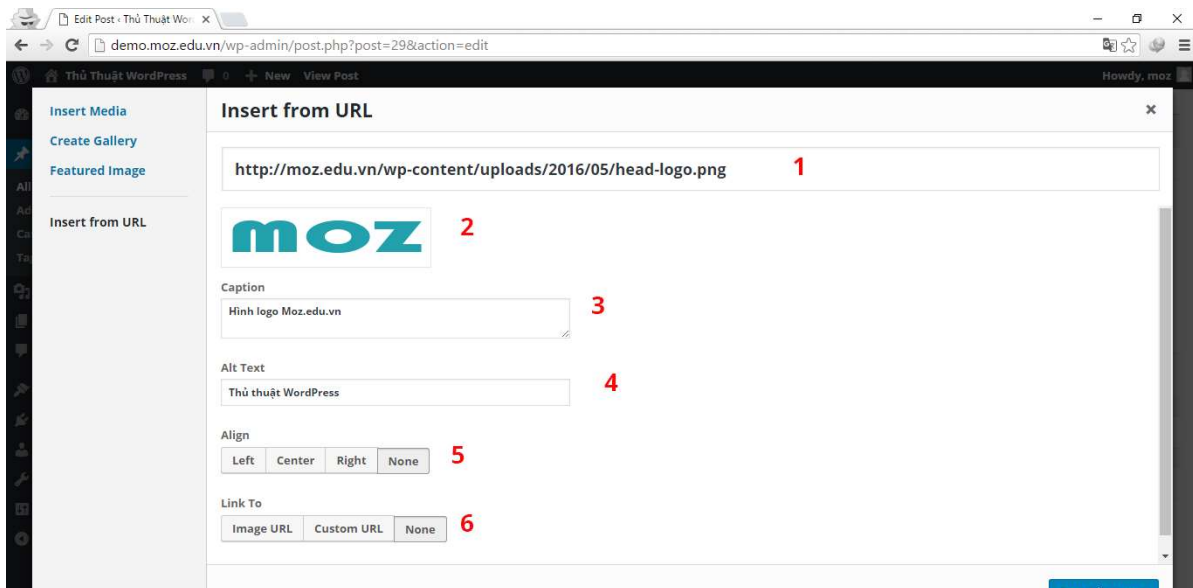 Edit Post ‹ Thủ Thuật Wor
demo.moz.edu.vn/wp-admin/post.php?post=29&action=edit
Thủ Thuật WordPress 0 New View Post Howdy, moz
Insert Media
Create Gallery
Featured Image
Insert from URL
Insert from URL
http://moz.edu.vn/wp-content/uploads/2016/05/head-logo.png 1
moz 2
Caption
Hình logo Moz.edu.vn 3
Alt Text
Thủ thuật WordPress 4
Align
Left Center Right None 5
Link To
Image URL Custom URL None 6
All
Ad
Ca
Ta